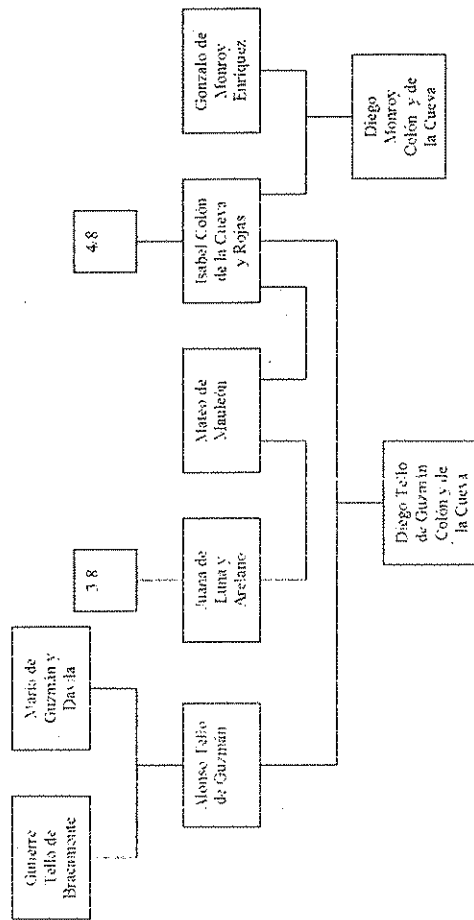 Gutierre
Tello de
Bracamonte
María de
Guzmán y
Davila
3/8
4/8
Alonso Tello
de Guzmán
Juana de
Luna y
Arelano
Mateo de
Mauleón
Isabel Colón
de la Cueva
y Rojas
Gonzalo de
Monroy
Enríquez
Diego Tello
de Guzmán
Colón y de
la Cueva
Diego
Monroy
Colón y de
la Cueva